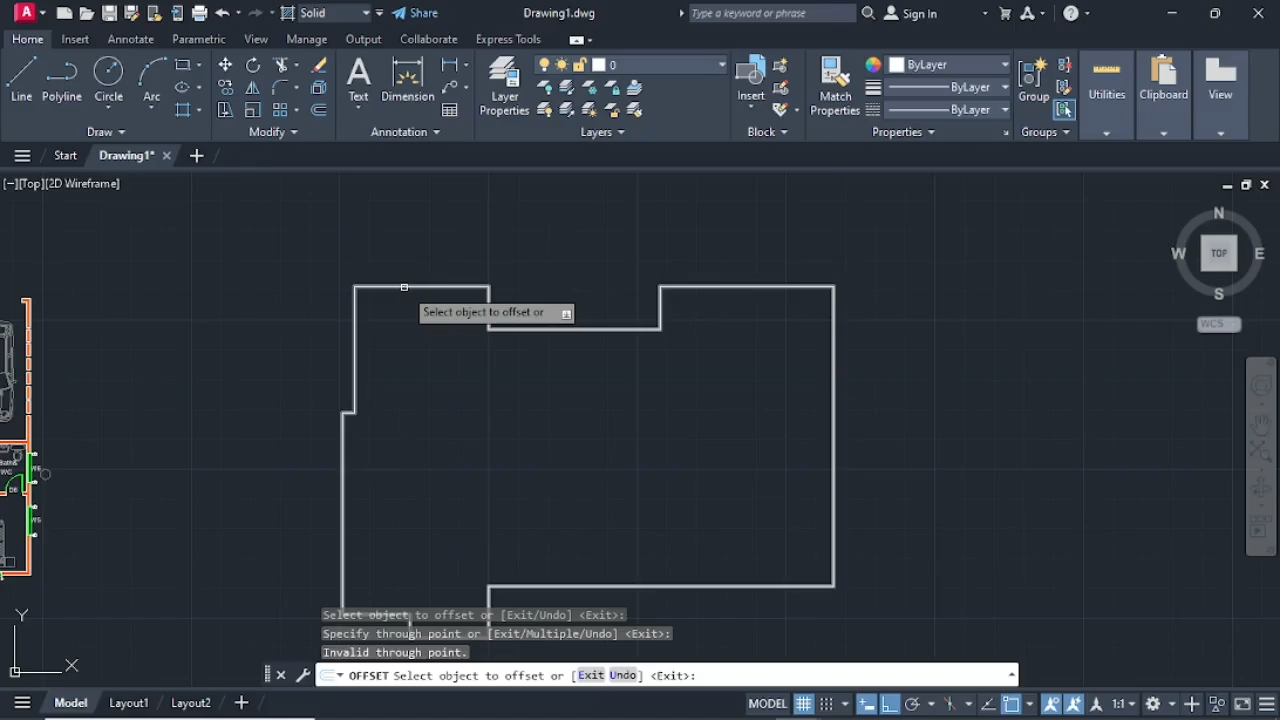 A Solid Share Drawing1.dwg Type a keyword or phrase Sign In
Home Insert Annotate Parametric View Manage Output Collaborate Express Tools
0 ByLayer
ByLayer
ByLayer
Line Polyline Circle Arc Text Dimension Layer Properties Insert Match Properties Group Utilities Clipboard View
Draw Modify Annotation Layers Block Properties Groups
Start Drawing1* ×
[−][Top][2D Wireframe]
N
W TOP E
S
WCS
Select object to offset or
Bath&
WC
D6
Select object to offset or [Exit/Undo] <Exit>:
Specify through point or [Exit/Multiple/Undo] <Exit>:
Invalid through point.
Y
X
OFFSET Select object to offset or [Exit Undo] <Exit>:
Model Layout1 Layout2 + MODEL 1:1